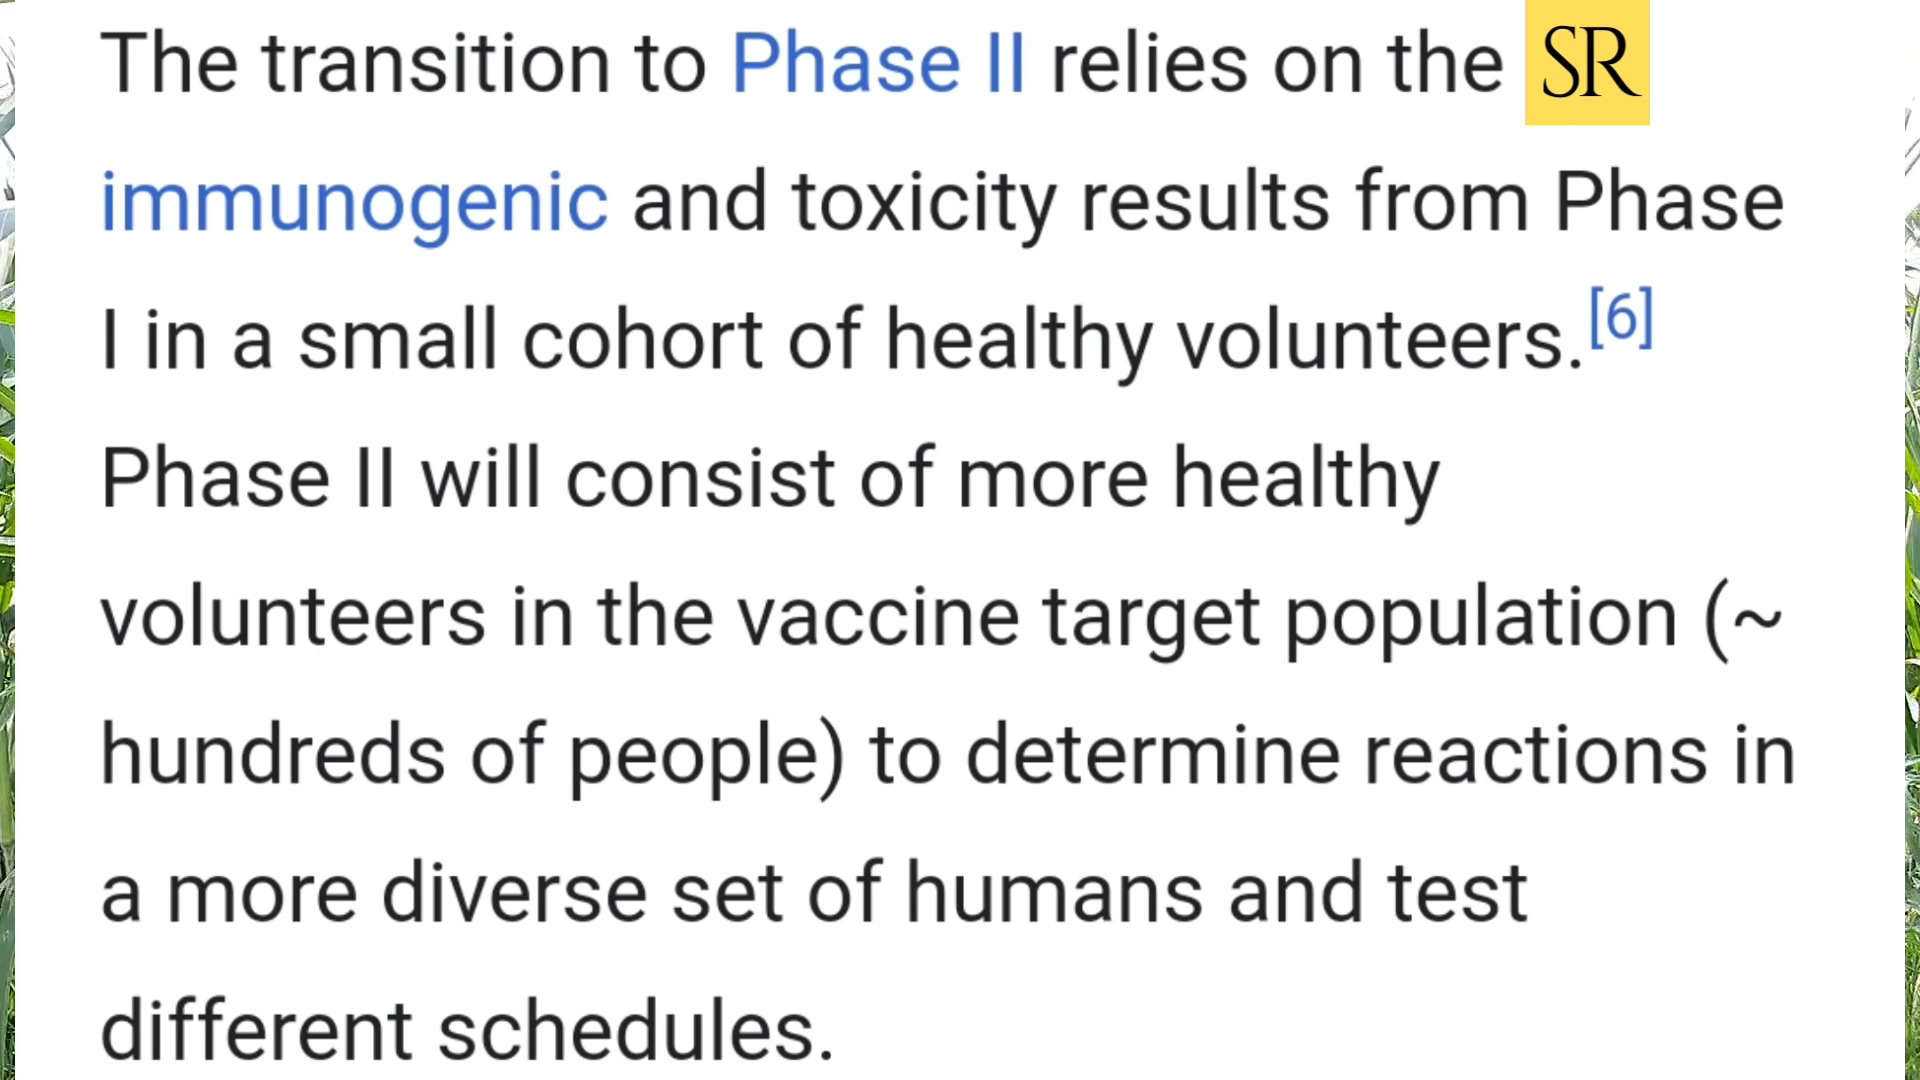 The transition to Phase II relies on the SR
immunogenic and toxicity results from Phase
I in a small cohort of healthy volunteers.[6]
Phase II will consist of more healthy
volunteers in the vaccine target population (~
hundreds of people) to determine reactions in
a more diverse set of humans and test
different schedules.